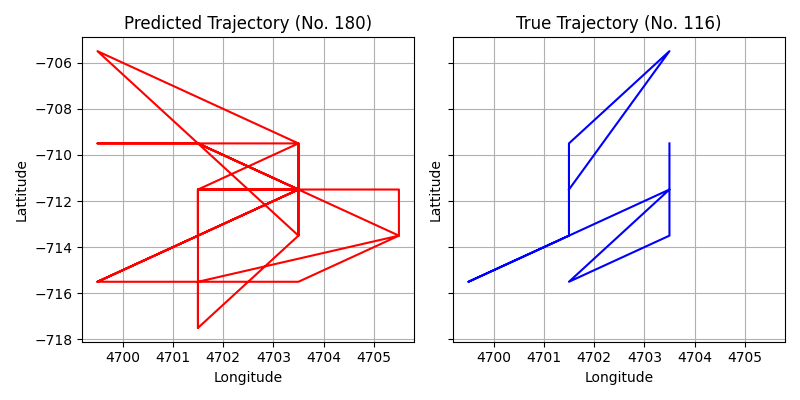 Predicted Trajectory (No. 180)
True Trajectory (No. 116)
−706
−708
−710
−712
−714
−716
−718
Lattitude
Lattitude
4700 4701 4702 4703 4704 4705
4700 4701 4702 4703 4704 4705
Longitude
Longitude